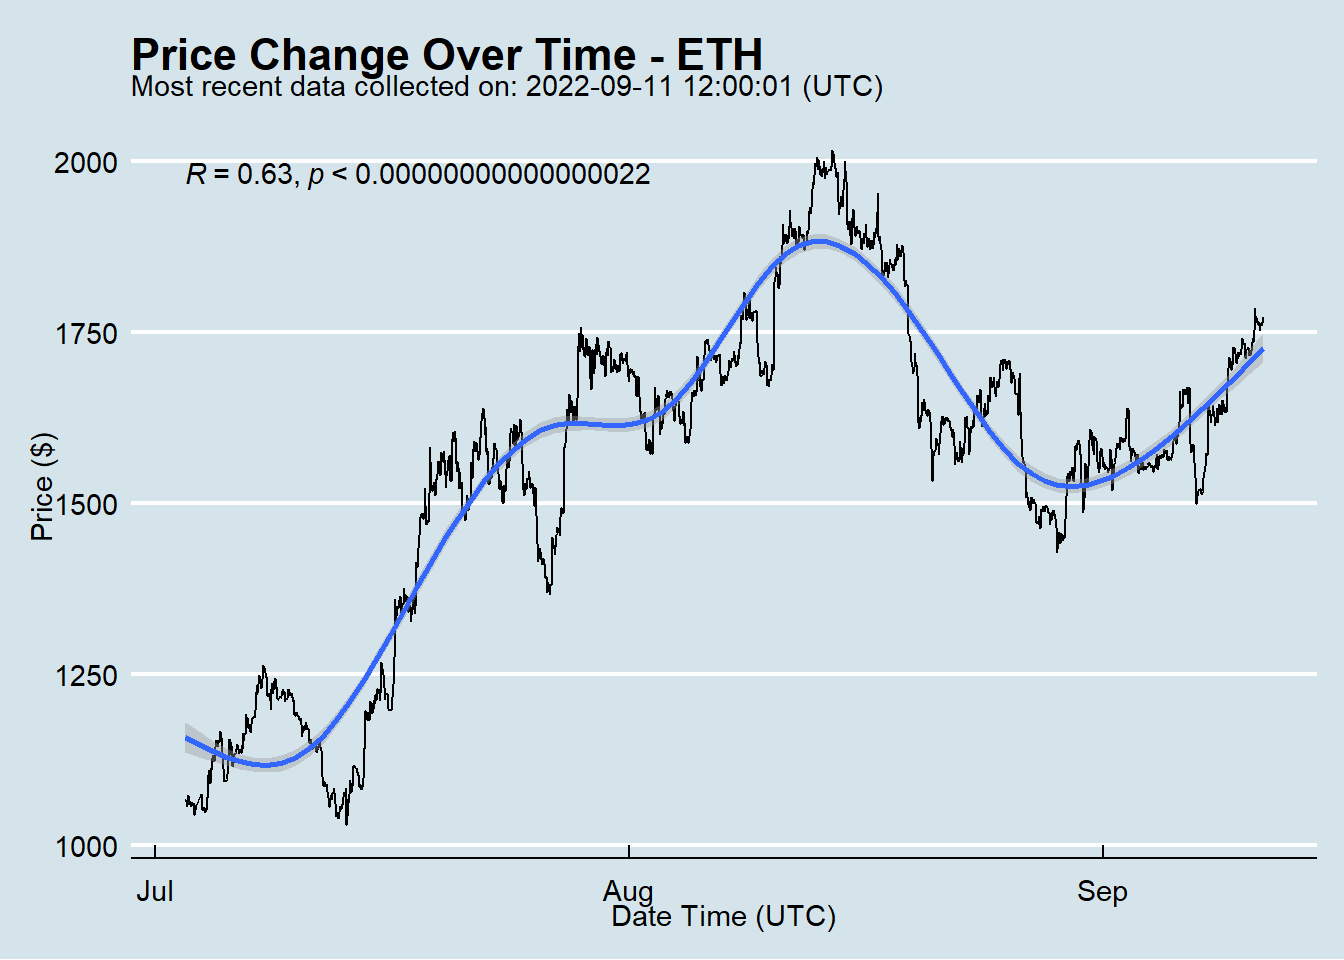 Price Change Over Time - ETH
Most recent data collected on: 2022-09-11 12:00:01 (UTC)
R = 0.63, p < 0.00000000000000022
2000
1750
1500
1250
1000
Price ($)
Jul Aug Sep
Date Time (UTC)